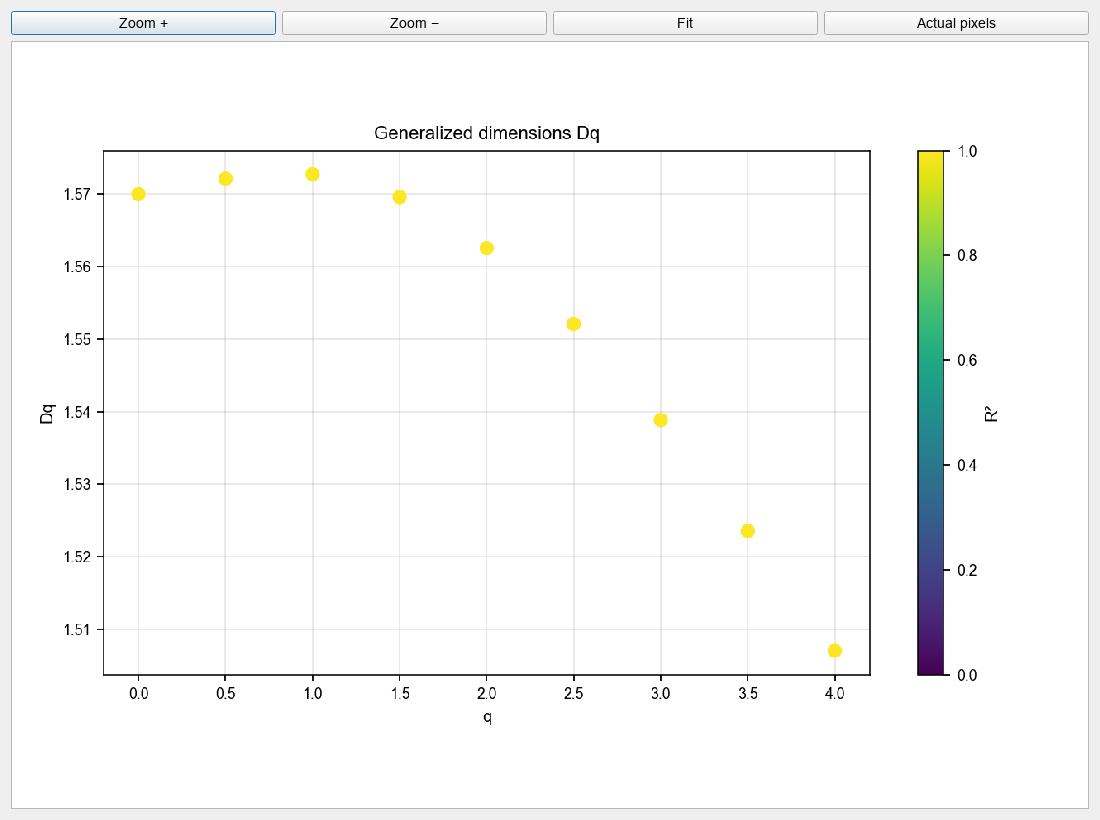 Zoom +
Zoom −
Fit
Actual pixels
Generalized dimensions Dq
1.57
1.56
1.55
1.54
1.53
1.52
1.51
Dq
0.0 0.5 1.0 1.5 2.0 2.5 3.0 3.5 4.0
q
1.0
0.8
0.6
0.4
0.2
0.0
R²